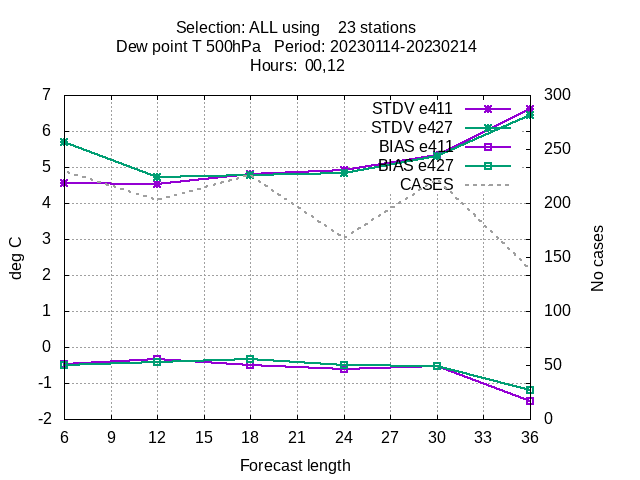 Selection: ALL using 23 stations
Dew point T 500hPa Period: 20230114-20230214
Hours: 00,12
7
6
5
4
3
2
1
0
-1
-2
deg C
300
250
200
150
100
50
0
No cases
STDV e411
STDV e427
BIAS e411
BIAS e427
CASES
6 9 12 15 18 21 24 27 30 33 36
Forecast length